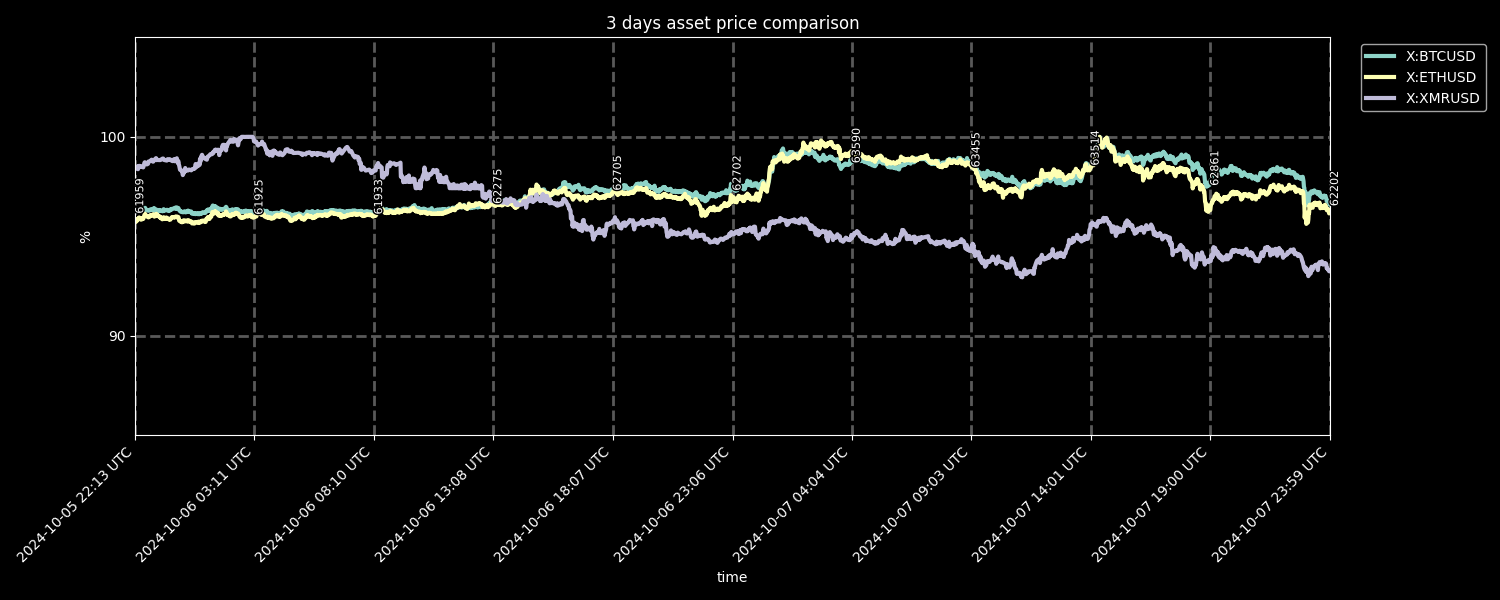 3 days asset price comparison
X:BTCUSD
X:ETHUSD
X:XMRUSD
100
90
%
61959
61925
61933
62275
62705
62702
63590
63455
63514
62861
62202
2024-10-05 22:13 UTC
2024-10-06 03:11 UTC
2024-10-06 08:10 UTC
2024-10-06 13:08 UTC
2024-10-06 18:07 UTC
2024-10-06 23:06 UTC
2024-10-07 04:04 UTC
2024-10-07 09:03 UTC
2024-10-07 14:01 UTC
2024-10-07 19:00 UTC
2024-10-07 23:59 UTC
time